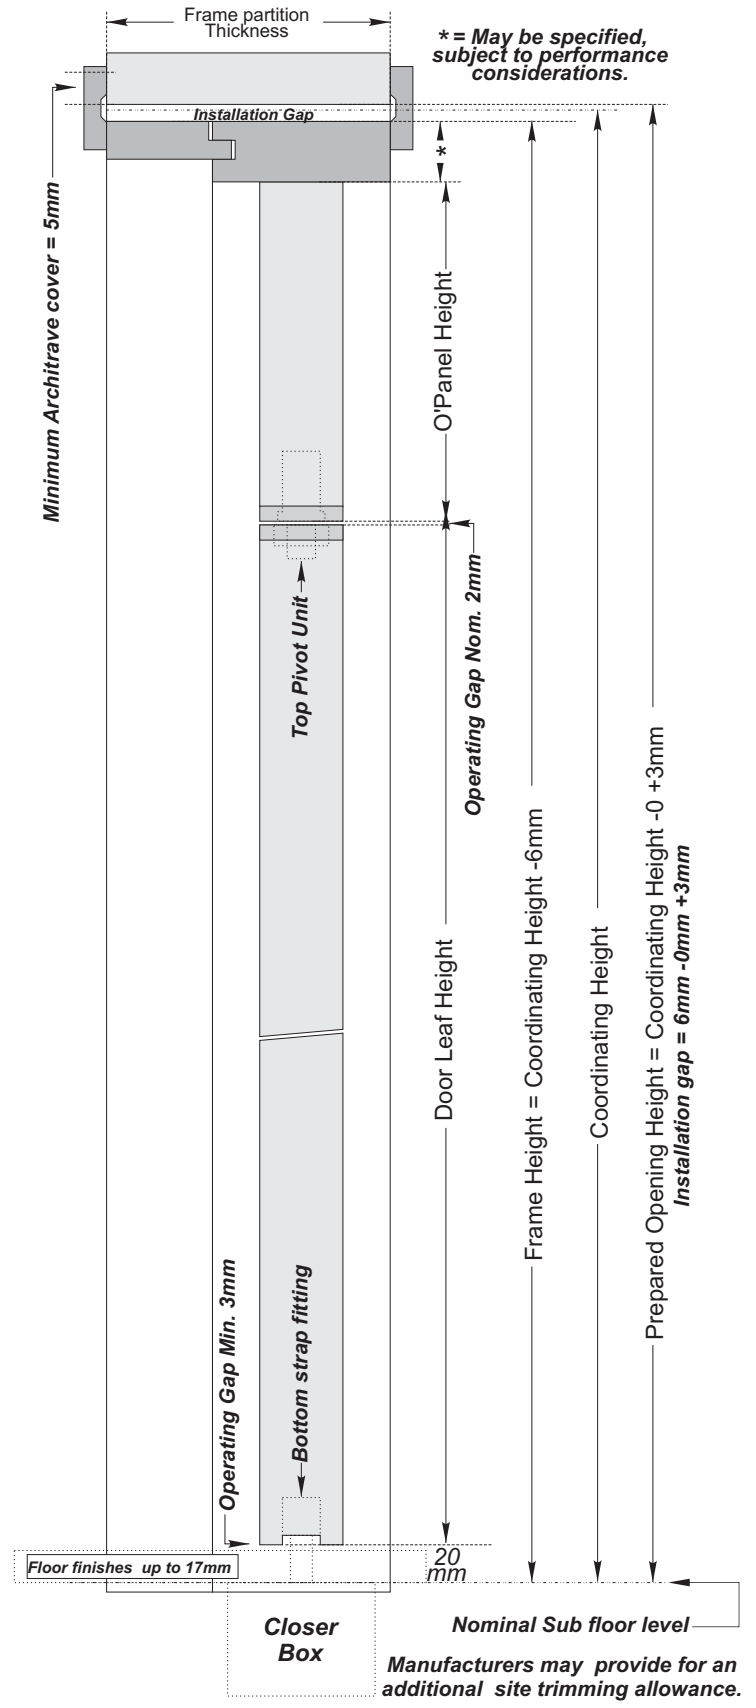 Frame partition
Thickness
* = May be specified,
subject to performance
considerations.
Installation Gap
*
Minimum Architrave cover = 5mm
O'Panel Height
Operating Gap Nom. 2mm
Top Pivot Unit
Door Leaf Height
Frame Height = Coordinating Height -6mm
Coordinating Height
Prepared Opening Height = Coordinating Height -0 +3mm
Installation gap = 6mm -0mm +3mm
Operating Gap Min. 3mm
Bottom strap fitting
Floor finishes up to 17mm
20
mm
Closer
Box
Nominal Sub floor level
Manufacturers may provide for an
additional site trimming allowance.